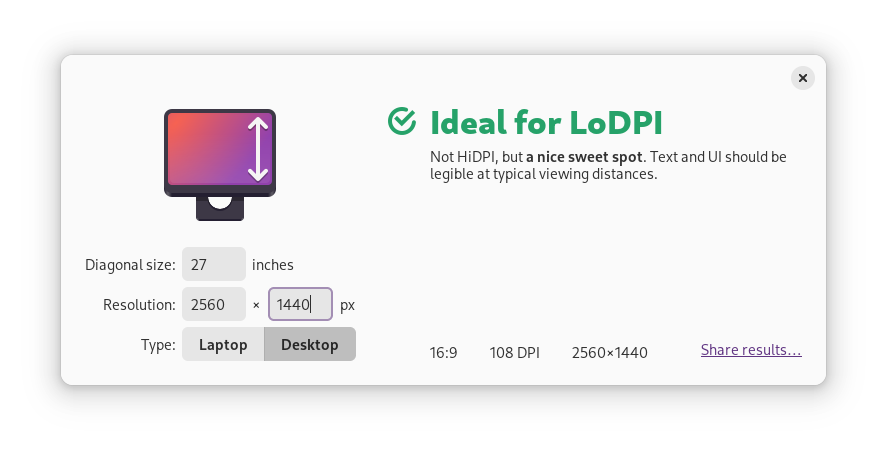 Ideal for LoDPI
Not HiDPI, but a nice sweet spot. Text and UI should be
legible at typical viewing distances.
Diagonal size: 27 inches
Resolution: 2560 × 1440 px
Type: Laptop Desktop
16:9 108 DPI 2560×1440 Share results…